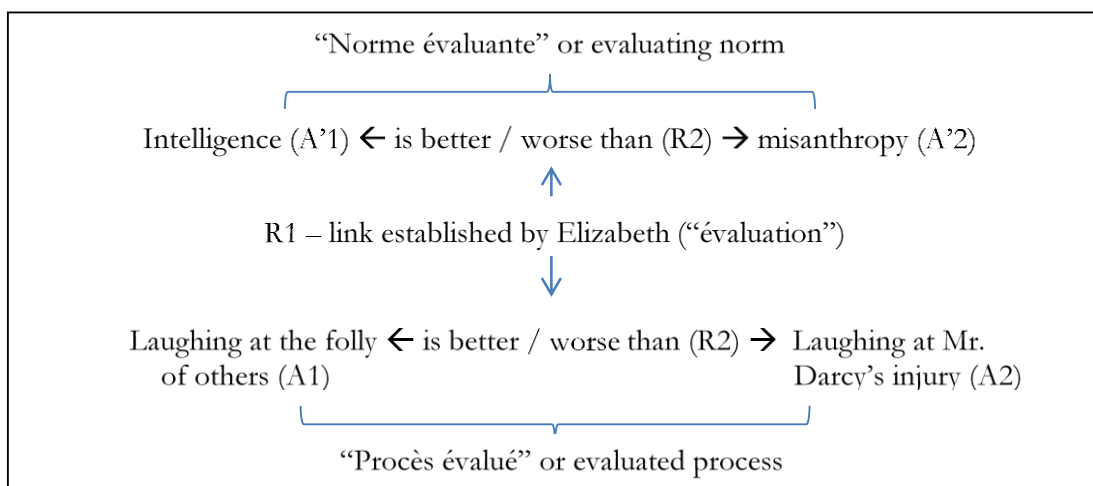 “Norme évaluante” or evaluating norm
Intelligence (A’1) ← is better / worse than (R2) → misanthropy (A’2)
R1 – link established by Elizabeth (“évaluation”)
Laughing at the folly ← is better / worse than (R2) → Laughing at Mr.
of others (A1) Darcy’s injury (A2)
“Procès évalué” or evaluated process